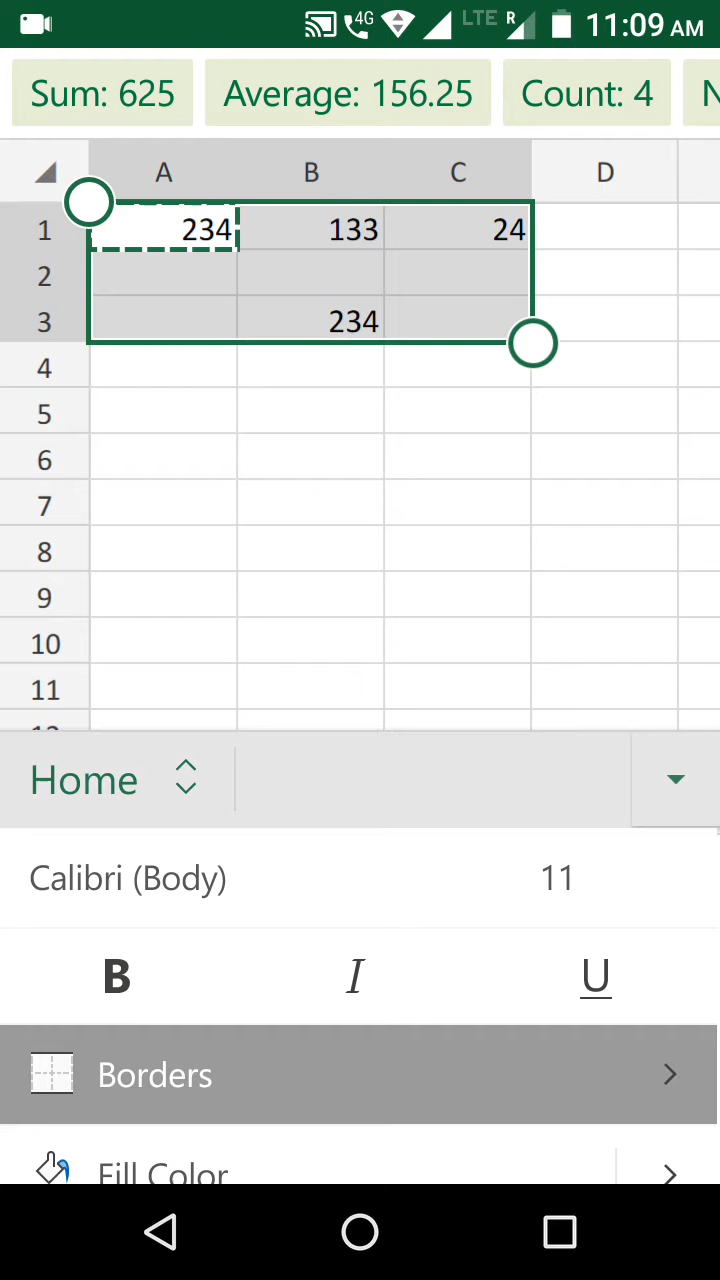 4G LTE R 11:09 AM
Sum: 625 Average: 156.25 Count: 4
A B C D
1 234 133 24
2
3 234
4
5
6
7
8
9
10
11
Home
Calibri (Body) 11
B I U
Borders
Fill Color